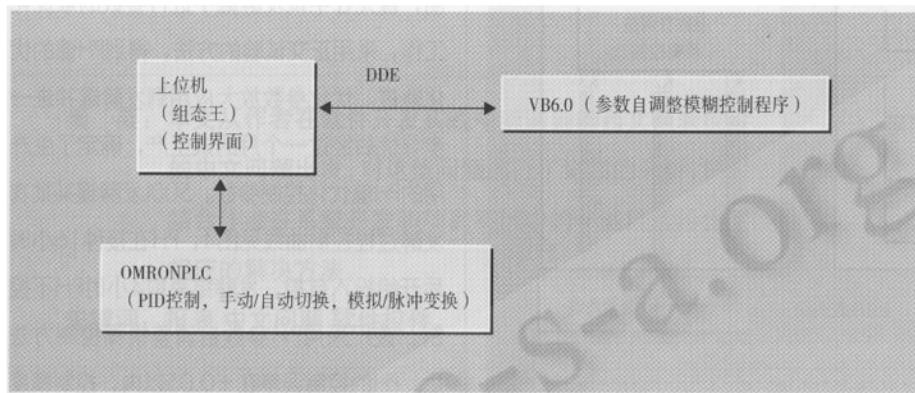 上位机
（组态王）
（控制界面）
DDE
VB6.0（参数自调整模糊控制程序）
OMRONPLC
（PID控制，手动/自动切换，模拟/脉冲变换）
-s-a.org